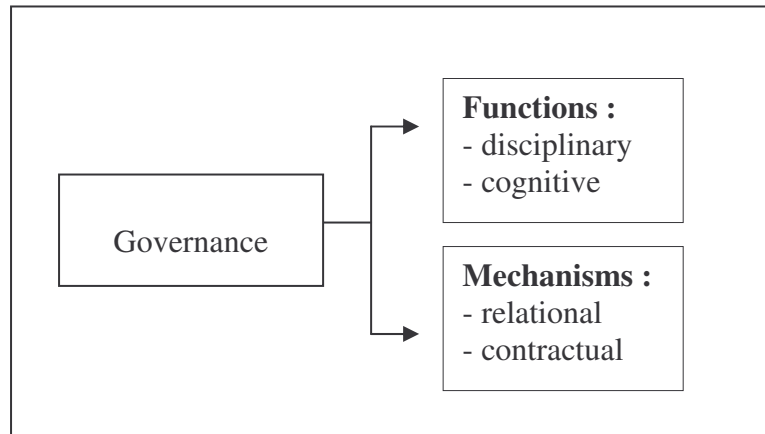 Governance
Functions :
- disciplinary
- cognitive
Mechanisms :
- relational
- contractual